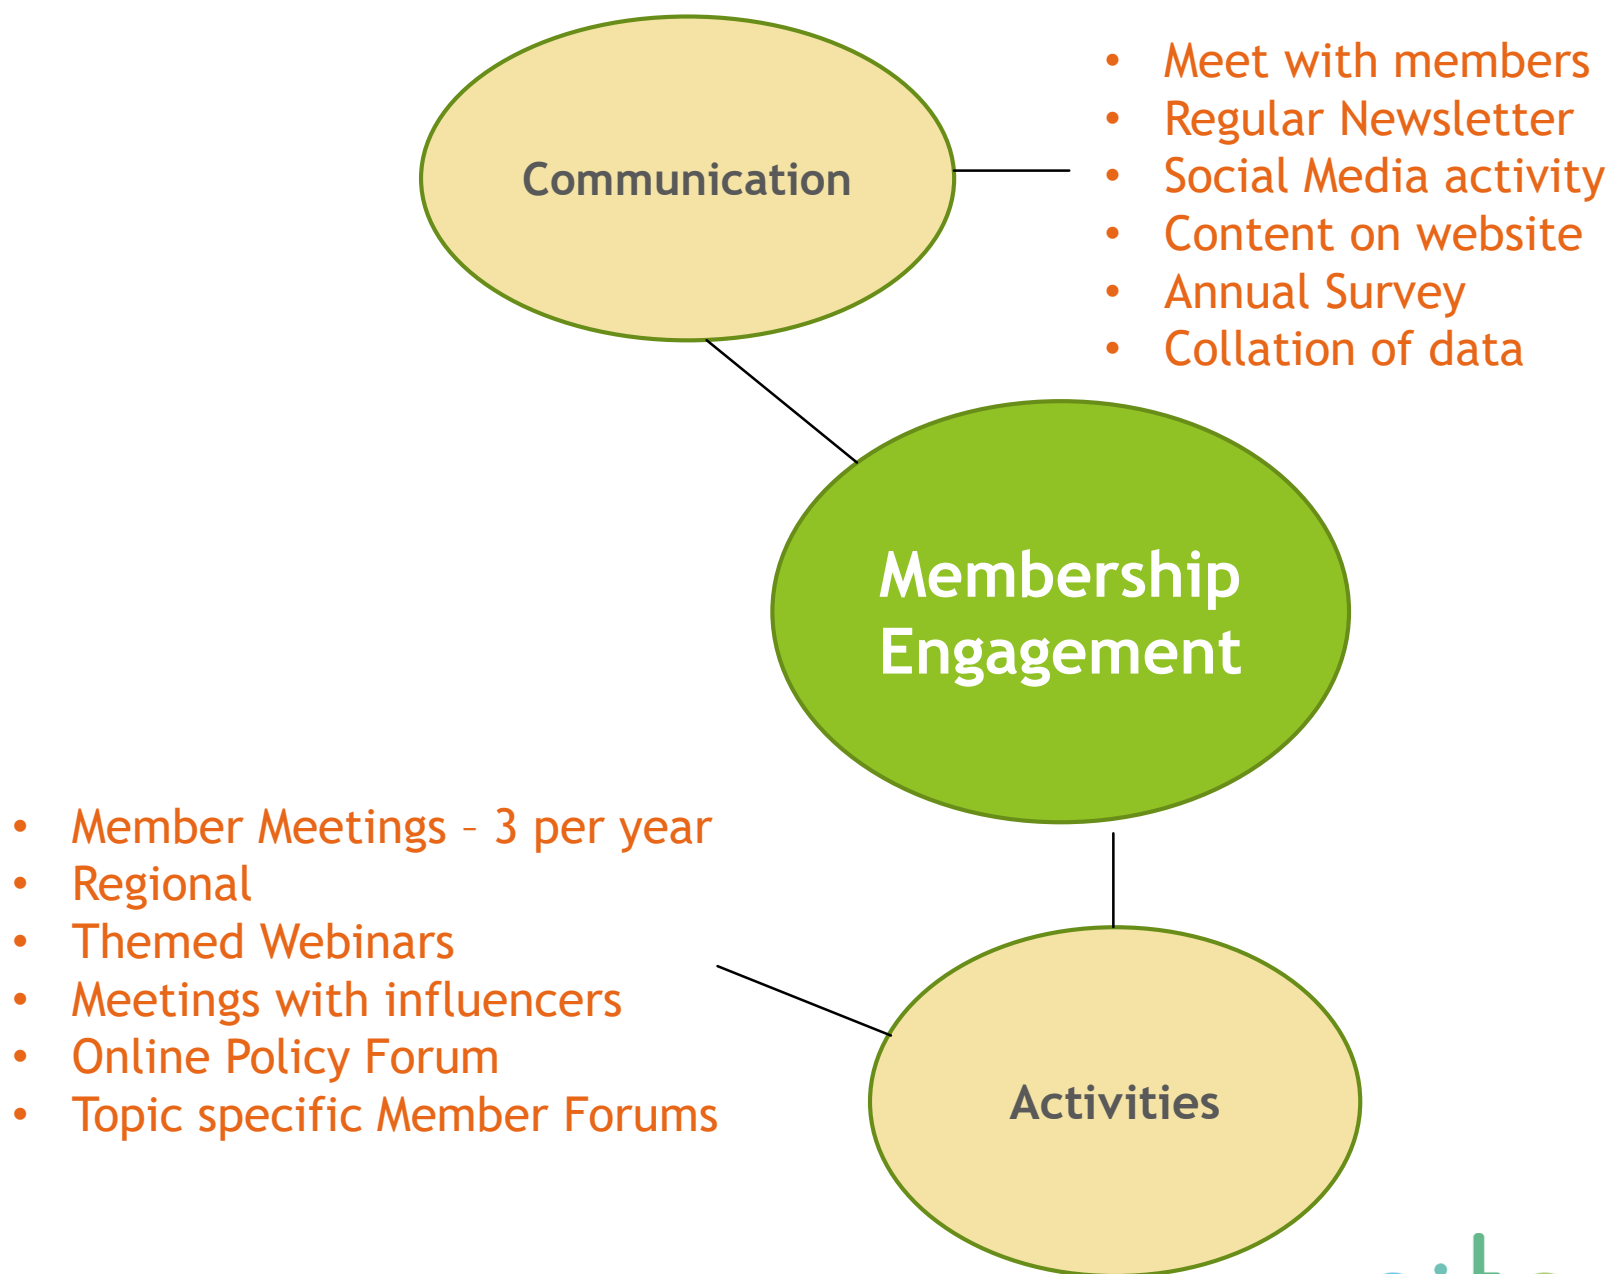 Communication
• Meet with members
• Regular Newsletter
• Social Media activity
• Content on website
• Annual Survey
• Collation of data
Membership
Engagement
• Member Meetings – 3 per year
• Regional
• Themed Webinars
• Meetings with influencers
• Online Policy Forum
• Topic specific Member Forums
Activities